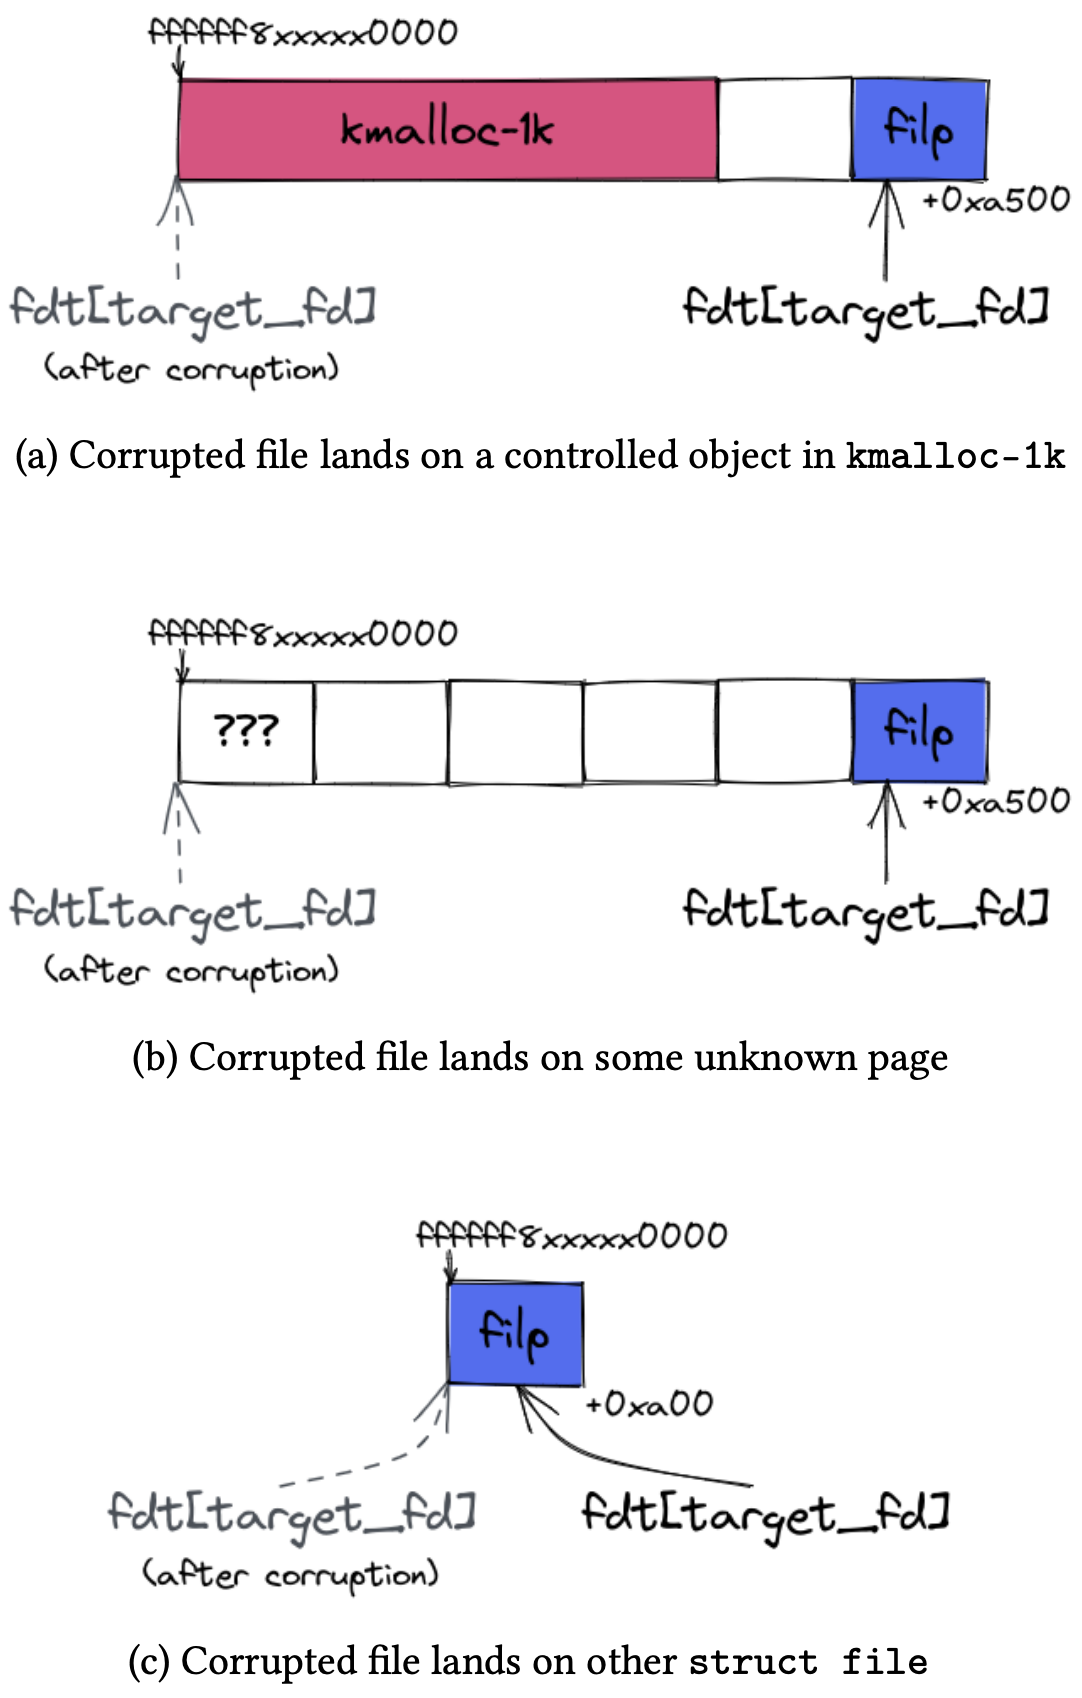 ffffff8xxxxx0000
kmalloc-1k
filp
+0xa500
fdt[target_fd]
(after corruption)
fdt[target_fd]
(a) Corrupted file lands on a controlled object in kmalloc-1k
ffffff8xxxxx0000
???
filp
+0xa500
fdt[target_fd]
(after corruption)
fdt[target_fd]
(b) Corrupted file lands on some unknown page
ffffff8xxxxx0000
filp
+0xa00
fdt[target_fd]
(after corruption)
fdt[target_fd]
(c) Corrupted file lands on other struct file